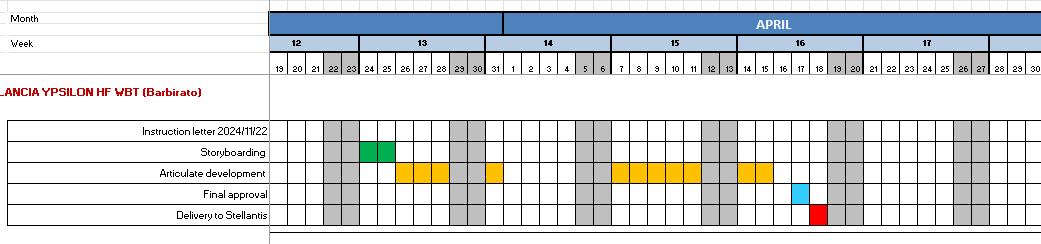 Month
APRIL
Week 12 13 14 15 16 17
19 20 21 22 23 24 25 26 27 28 29 30 31 1 2 3 4 5 6 7 8 9 10 11 12 13 14 15 16 17 18 19 20 21 22 23 24 25 26 27 28 29 30
LANCIA YPSILON HF WBT (Barbirato)
Instruction letter 2024/11/22
Storyboarding
Articulate development
Final approval
Delivery to Stellantis